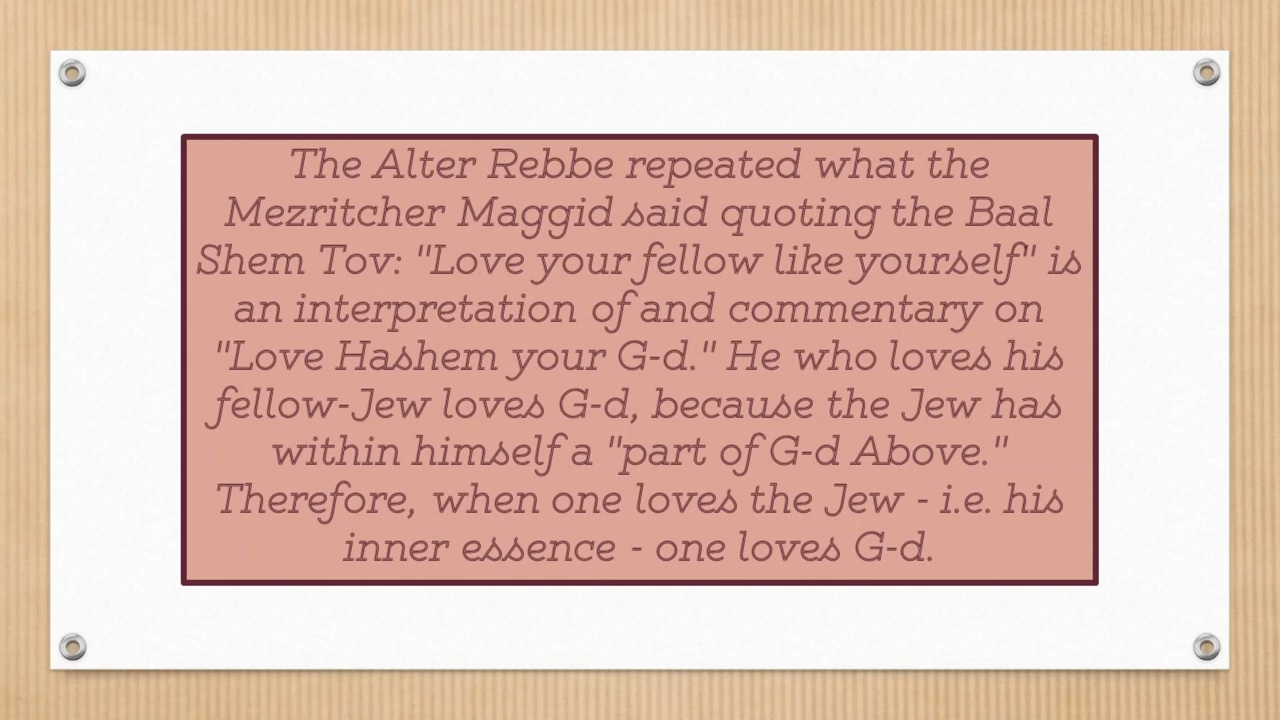 The Alter Rebbe repeated what the
Mezritcher Maggid said quoting the Baal
Shem Tov: "Love your fellow like yourself" is
an interpretation of and commentary on
"Love Hashem your G-d." He who loves his
fellow-Jew loves G-d, because the Jew has
within himself a "part of G-d Above."
Therefore, when one loves the Jew - i.e. his
inner essence - one loves G-d.